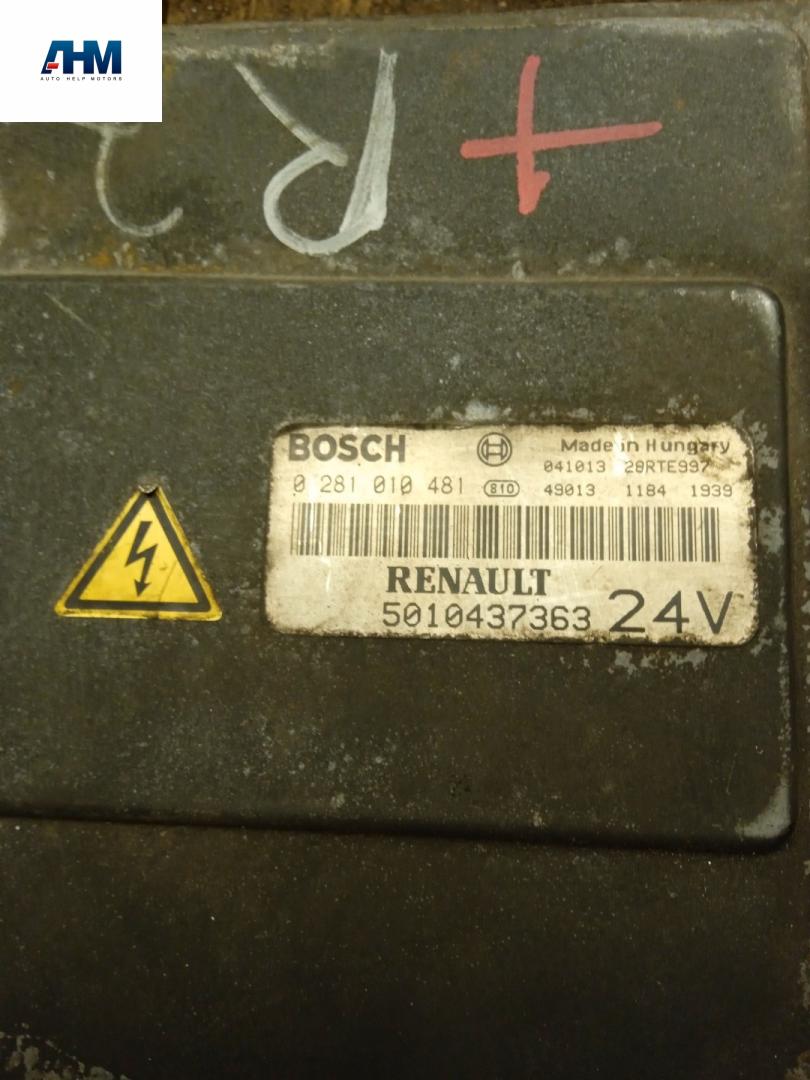 AHM
AUTO HELP MOTORS
R +
2
BOSCH
Made in Hungary
041013 28RTE997
0 281 010 481 810 49013 1184 1939
RENAULT
5010437363 24V